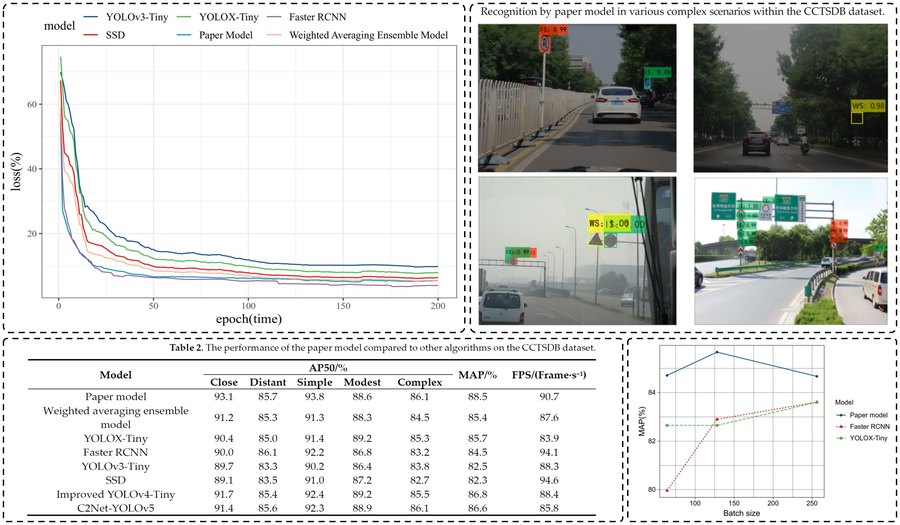 model
YOLOv3-Tiny
YOLOX-Tiny
Faster RCNN
SSD
Paper Model
Weighted Averaging Ensemble Model
60
40
20
loss(%)
0
50
100
150
200
epoch(time)
Recognition by paper model in various complex scenarios within the CCTSDB dataset.
FS: 0.99
IS: 0.98
WS: 0.98
WS: 1.00
Table 2. The performance of the paper model compared to other algorithms on the CCTSDB dataset.
Model AP50/% MAP/% FPS/(Frame·s⁻¹)
Close Distant Simple Modest Complex
Paper model 93.1 85.7 93.8 88.6 86.1 88.5 90.7
Weighted averaging ensemble
model 91.2 85.3 91.3 88.3 84.5 85.4 87.6
YOLOX-Tiny 90.4 85.0 91.4 89.2 85.3 85.7 83.9
Faster RCNN 90.0 86.1 92.2 86.8 83.2 84.5 94.1
YOLOv3-Tiny 89.7 83.3 90.2 86.4 83.8 82.5 88.3
SSD 89.1 83.5 91.0 87.2 82.7 82.3 94.6
Improved YOLOv4-Tiny 91.7 85.4 92.4 89.2 85.5 86.8 88.4
C2Net-YOLOv5 91.4 85.6 92.3 88.9 86.1 86.6 85.8
84
82
80
MAP(%)
100
150
200
250
Batch size
Model
Paper model
Faster RCNN
YOLOX-Tiny